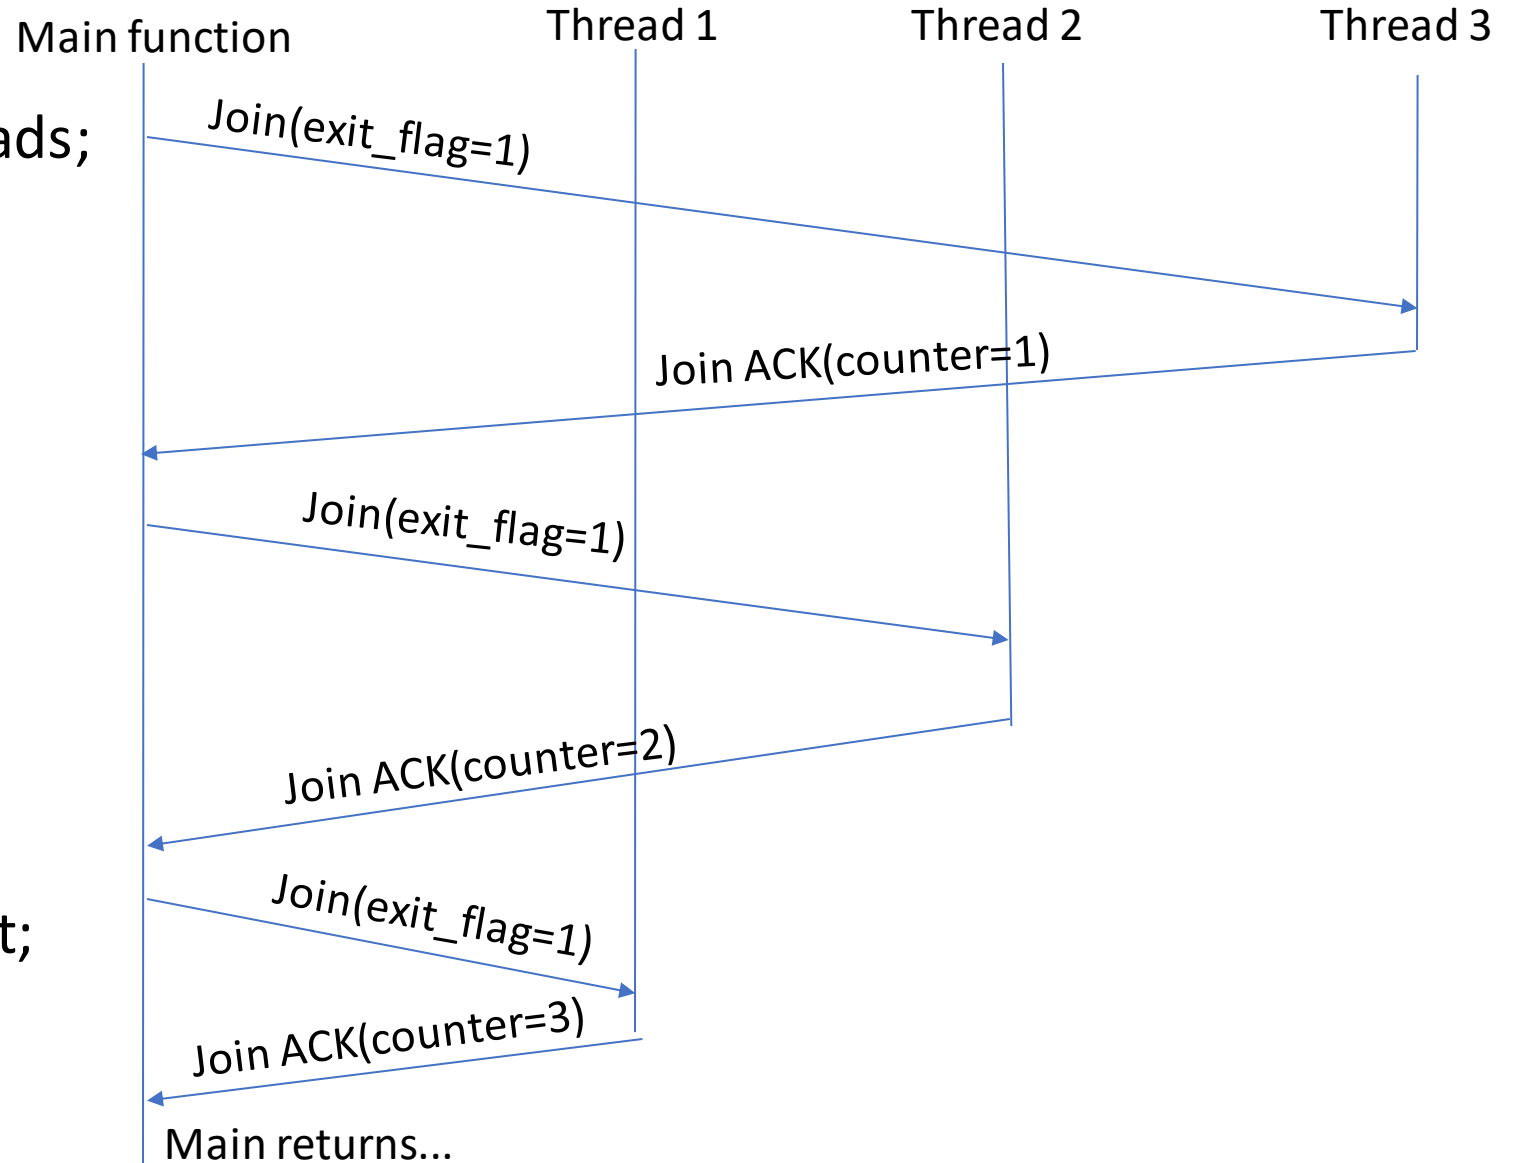 Main function
Thread 1
Thread 2
Thread 3
Join(exit_flag=1)
ads;
Join ACK(counter=1)
Join(exit_flag=1)
Join ACK(counter=2)
Join(exit_flag=1)
t;
Join ACK(counter=3)
Main returns...